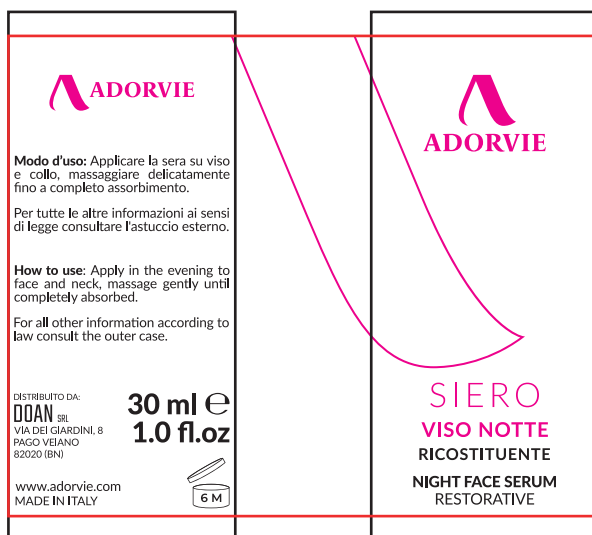 ADORVIE
Modo d'uso: Applicare la sera su viso
e collo, massaggiare delicatamente
fino a completo assorbimento.
Per tutte le altre informazioni ai sensi
di legge consultare l'astuccio esterno.
How to use: Apply in the evening to
face and neck, massage gently until
completely absorbed.
For all other information according to
law consult the outer case.
DISTRIBUITO DA:
DOAN SRL
VIA DEI GIARDINI, 8
PAGO VEIANO
82020 (BN)
30 ml ℮
1.0 fl.oz
www.adorvie.com
MADE IN ITALY
6 M
ADORVIE
SIERO
VISO NOTTE
RICOSTITUENTE
NIGHT FACE SERUM
RESTORATIVE